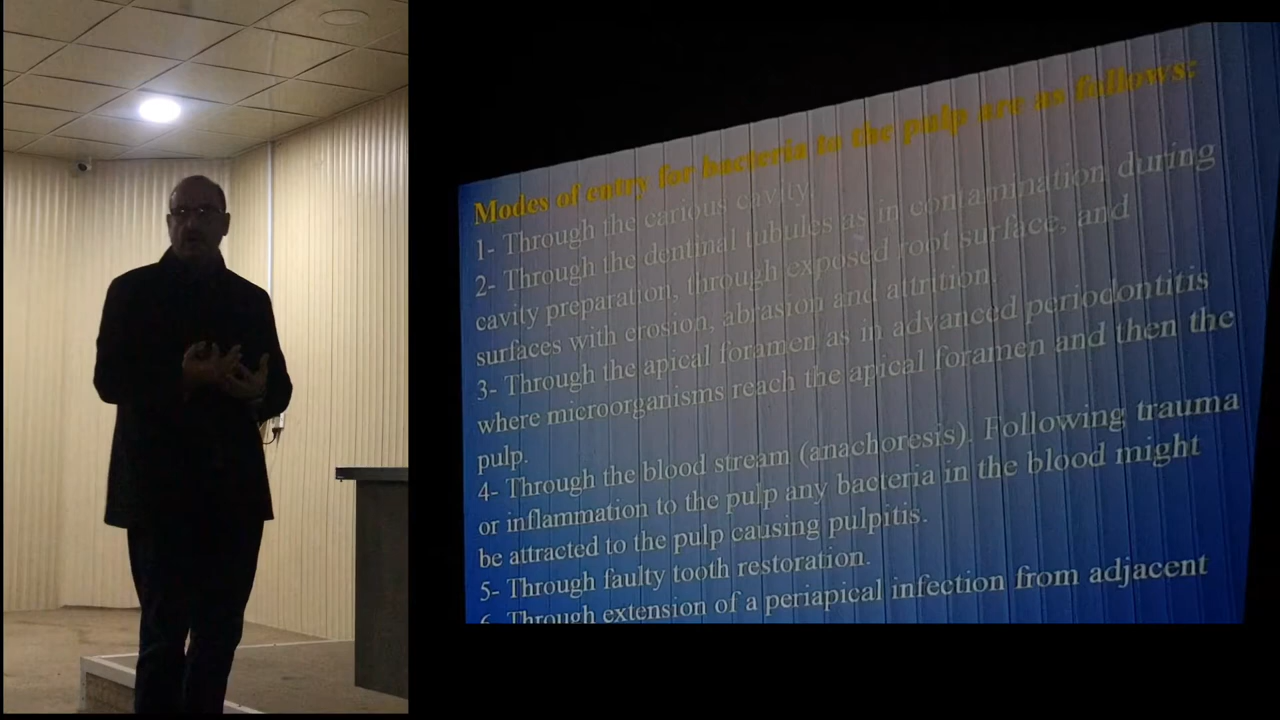 Modes of entry for bacteria to the pulp are as follows:
1- Through the carious cavity.
2- Through the dentinal tubules as in contamination during
cavity preparation, through exposed root surface, and
surfaces with erosion, abrasion and attrition.
3- Through the apical foramen as in advanced periodontitis
where microorganisms reach the apical foramen and then the
pulp.
4- Through the blood stream (anachoresis). Following trauma
or inflammation to the pulp any bacteria in the blood might
be attracted to the pulp causing pulpitis.
5- Through faulty tooth restoration.
6- Through extension of a periapical infection from adjacent